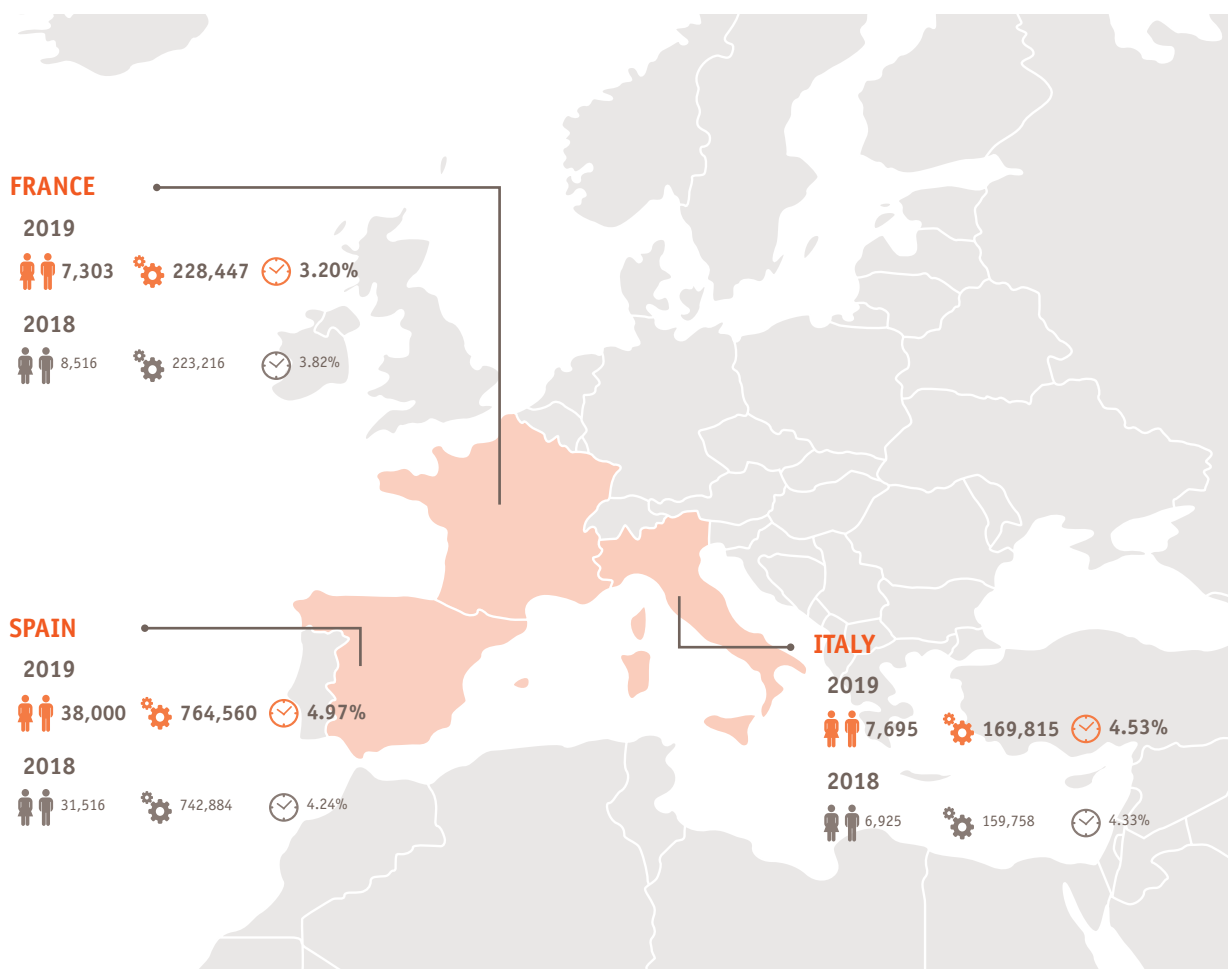 FRANCE
2019
7,303 228,447 3.20%
2018
8,516 223,216 3.82%
SPAIN
2019
38,000 764,560 4.97%
2018
31,516 742,884 4.24%
ITALY
2019
7,695 169,815 4.53%
2018
6,925 159,758 4.33%